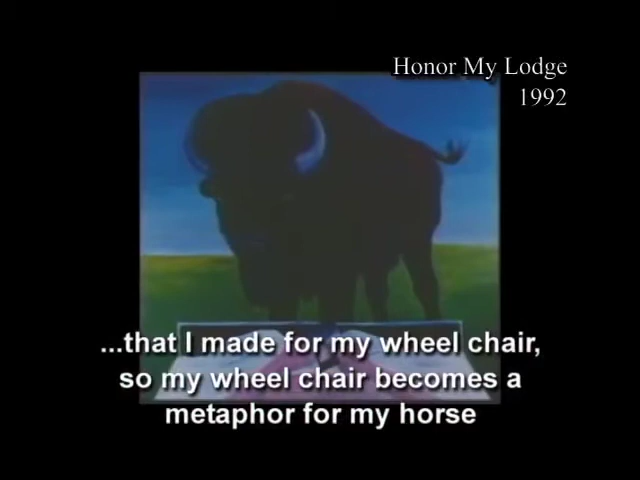 Honor My Lodge
1992
...that I made for my wheel chair,
so my wheel chair becomes a
metaphor for my horse